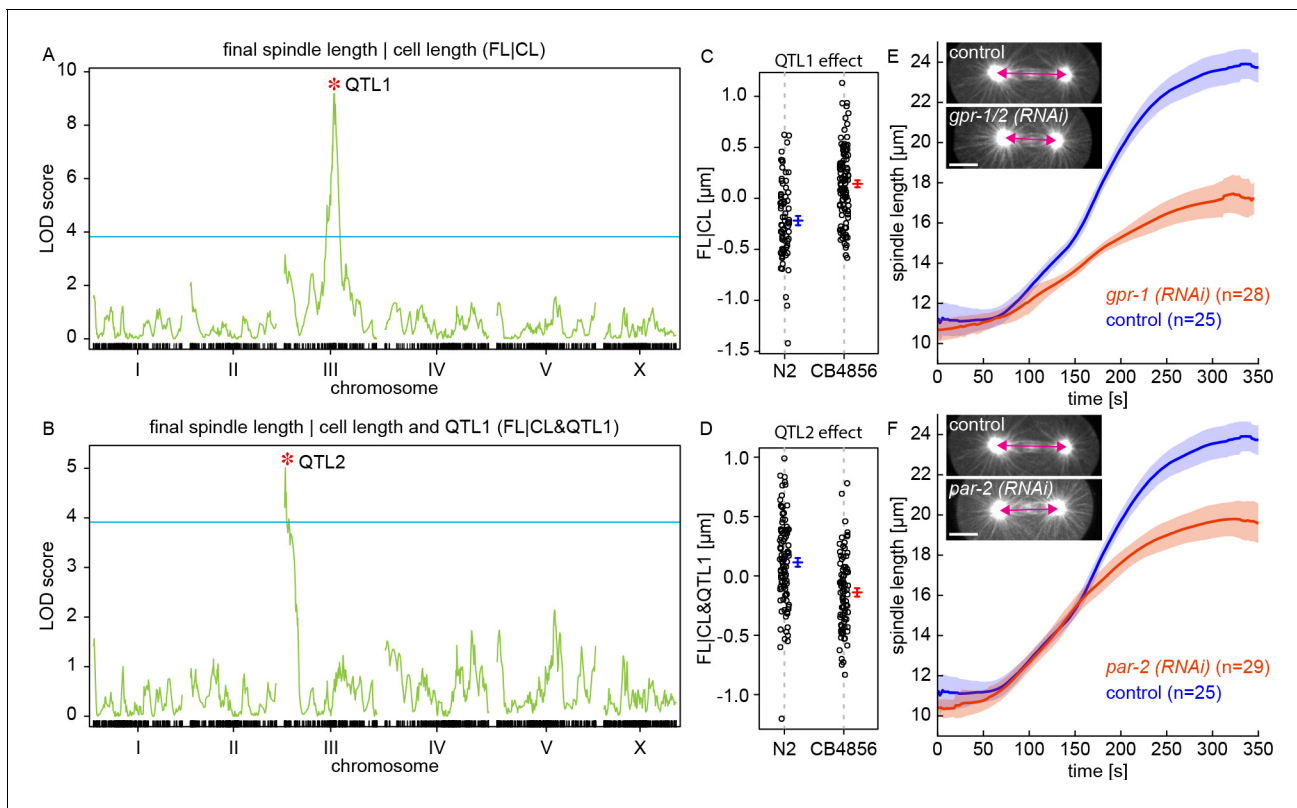 A
final spindle length | cell length (FL|CL)
LOD score
10
8
6
4
2
0
* QTL1
I II III IV V X
chromosome
B
final spindle length | cell length and QTL1 (FL|CL&QTL1)
LOD score
5
4
3
2
1
0
* QTL2
I II III IV V X
chromosome
C
QTL1 effect
FL|CL [µm]
1.0
0.5
0.0
-0.5
-1.0
-1.5
N2 CB4856
D
QTL2 effect
FL|CL&QTL1 [µm]
1.0
0.5
0.0
-0.5
-1.0
N2 CB4856
E
spindle length [µm]
24
22
20
18
16
14
12
10
control
gpr-1/2 (RNAi)
gpr-1 (RNAi) (n=28)
control (n=25)
0 50 100 150 200 250 300 350
time [s]
F
spindle length [µm]
24
22
20
18
16
14
12
10
control
par-2 (RNAi)
par-2 (RNAi) (n=29)
control (n=25)
0 50 100 150 200 250 300 350
time [s]